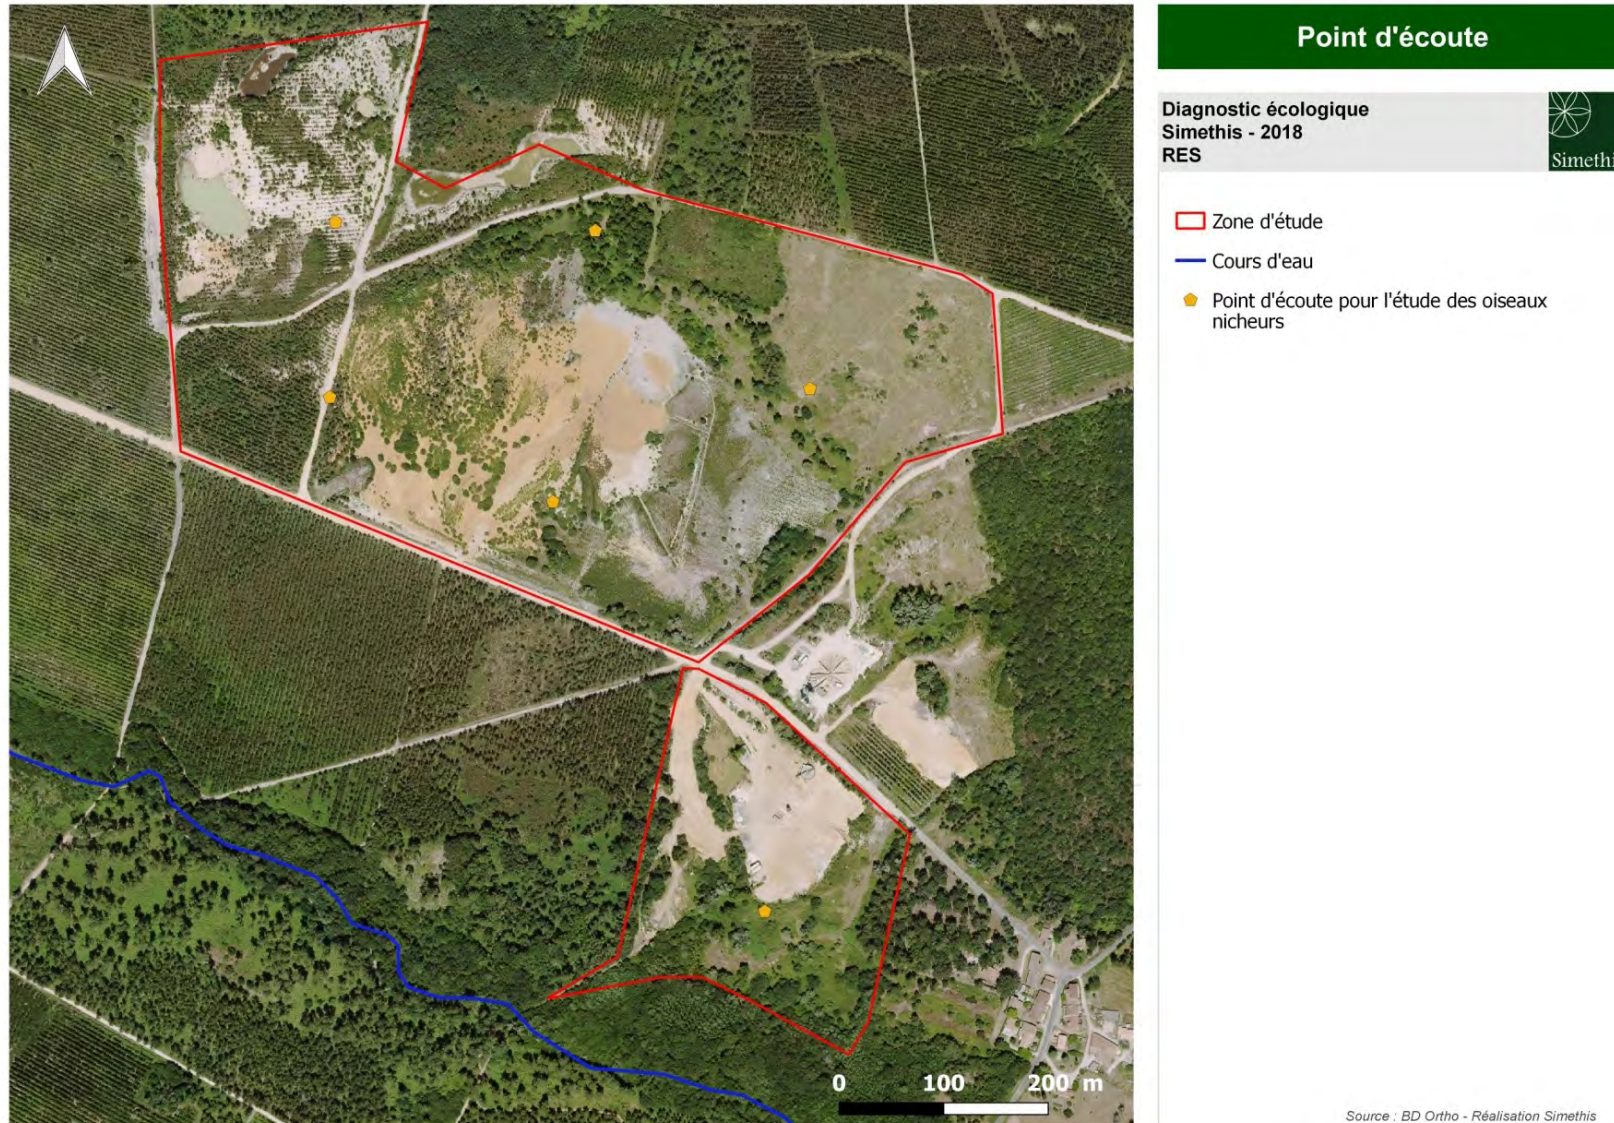 Point d'écoute
Diagnostic écologique
Simethis - 2018
RES
Simethi
Zone d'étude
Cours d'eau
Point d'écoute pour l'étude des oiseaux
nicheurs
0 100 200 m
Source : BD Ortho - Réalisation Simethis